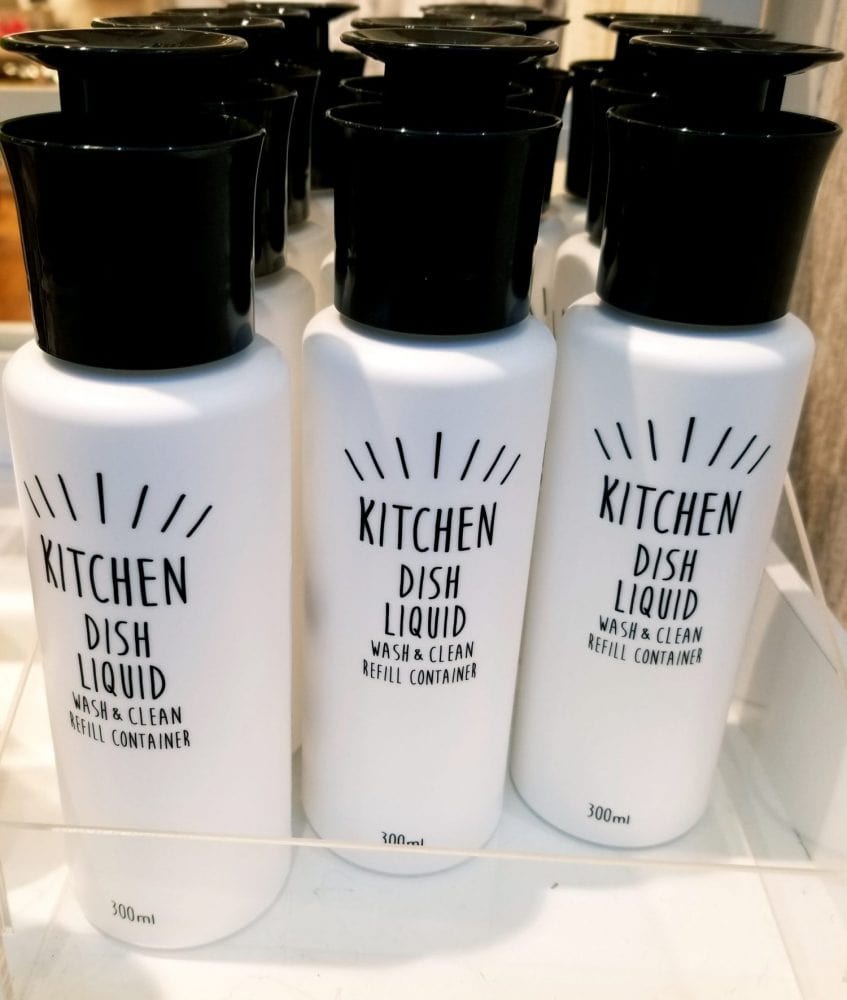 KITCHEN
DISH
LIQUID
WASH & CLEAN
REFILL CONTAINER
300ml
KITCHEN
DISH
LIQUID
WASH & CLEAN
REFILL CONTAINER
300ml
KITCHEN
DISH
LIQUID
WASH & CLEAN
REFILL CONTAINER
300ml